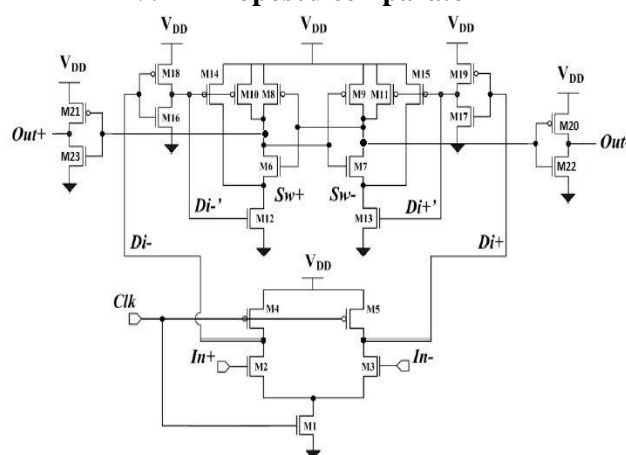 Proposed comparator
V_DD V_DD V_DD
V_DD M18 M14 M15 M19 V_DD
M21 M10 M8 M9 M11 M20
Out+ M16 M17 Out-
M23 M6 M7 M22
Sw+ Sw-
Di-' M12 M13 Di+'
Di- Di+
V_DD
Clk M4 M5
In+ In-
M2 M3
M1